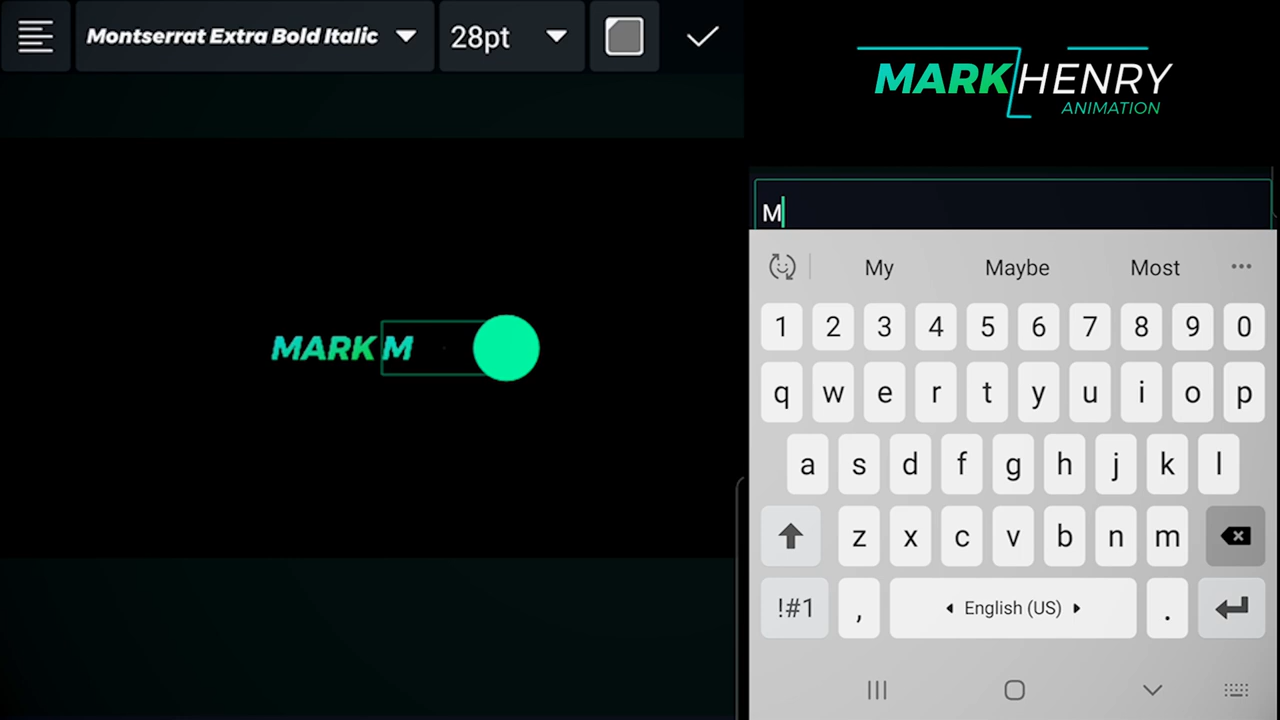 Montserrat Extra Bold Italic
28pt
MARK M
MARK HENRY
ANIMATION
M
My Maybe Most
1 2 3 4 5 6 7 8 9 0
q w e r t y u i o p
a s d f g h j k l
z x c v b n m
!#1 , English (US) .